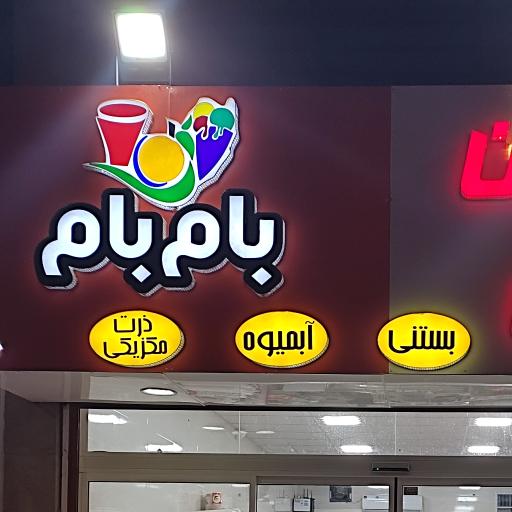 بام بام
ذرت
مکزیکی
آبمیوه
بستنی